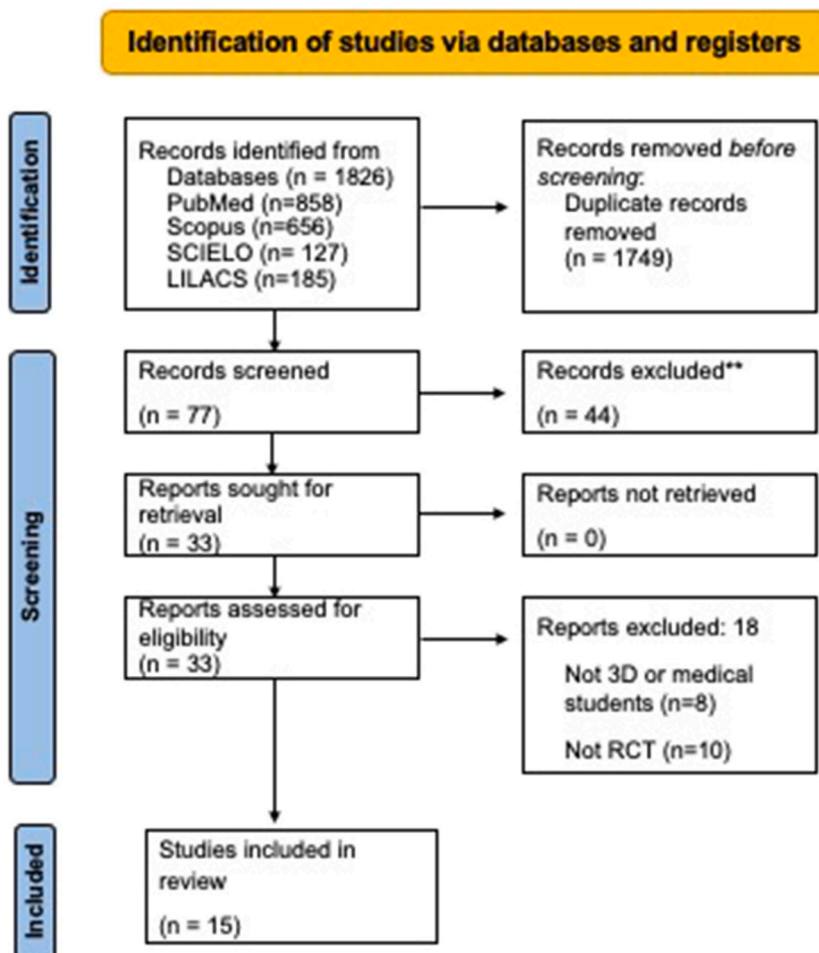 Identification of studies via databases and registers
Identification
Records identified from
Databases (n = 1826)
PubMed (n=858)
Scopus (n=656)
SCIELO (n= 127)
LILACS (n=185)
Records removed before
screening:
Duplicate records
removed
(n = 1749)
Screening
Records screened
(n = 77)
Records excluded**
(n = 44)
Reports sought for
retrieval
(n = 33)
Reports not retrieved
(n = 0)
Reports assessed for
eligibility
(n = 33)
Reports excluded: 18
Not 3D or medical
students (n=8)
Not RCT (n=10)
Included
Studies included in
review
(n = 15)